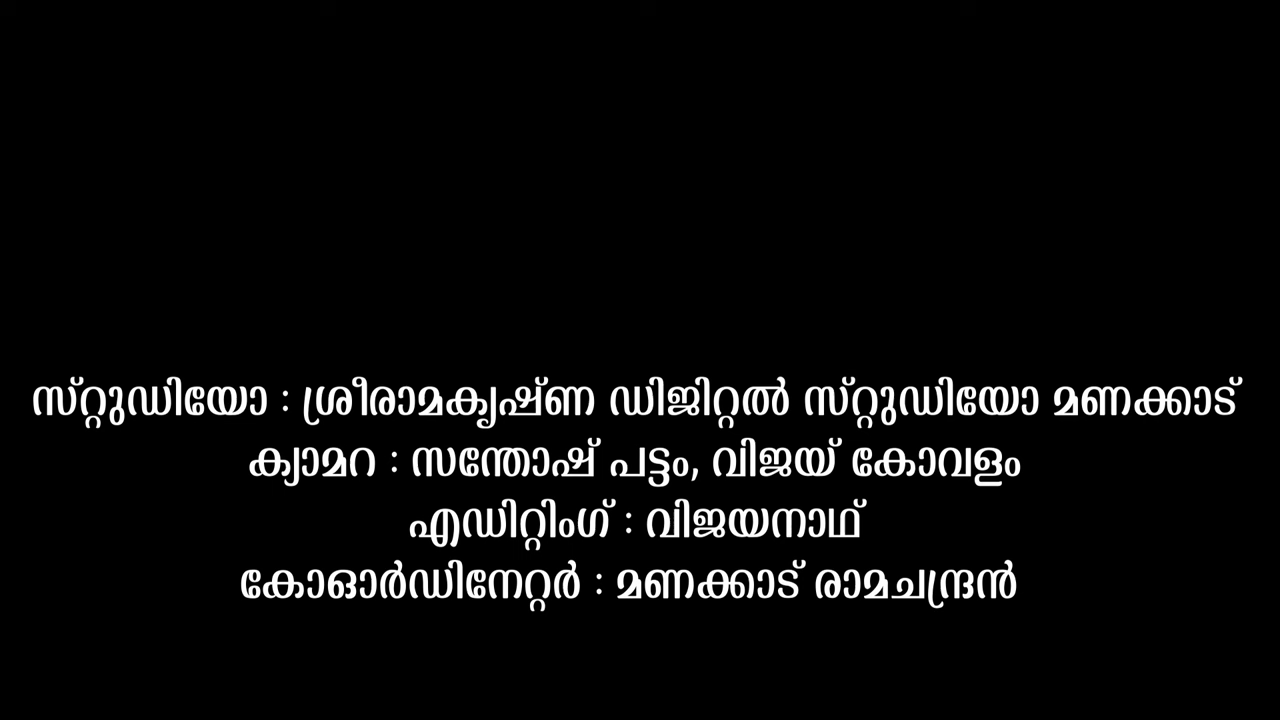 സ്റ്റുഡിയോ : ശ്രീരാമകൃഷ്ണ ഡിജിറ്റൽ സ്റ്റുഡിയോ മണക്കാട്
ക്യാമറ : സന്തോഷ് പട്ടം, വിജയ് കോവളം
എഡിറ്റിംഗ് : വിജയനാഥ്
കോഓർഡിനേറ്റർ : മണക്കാട് രാമചന്ദ്രൻ